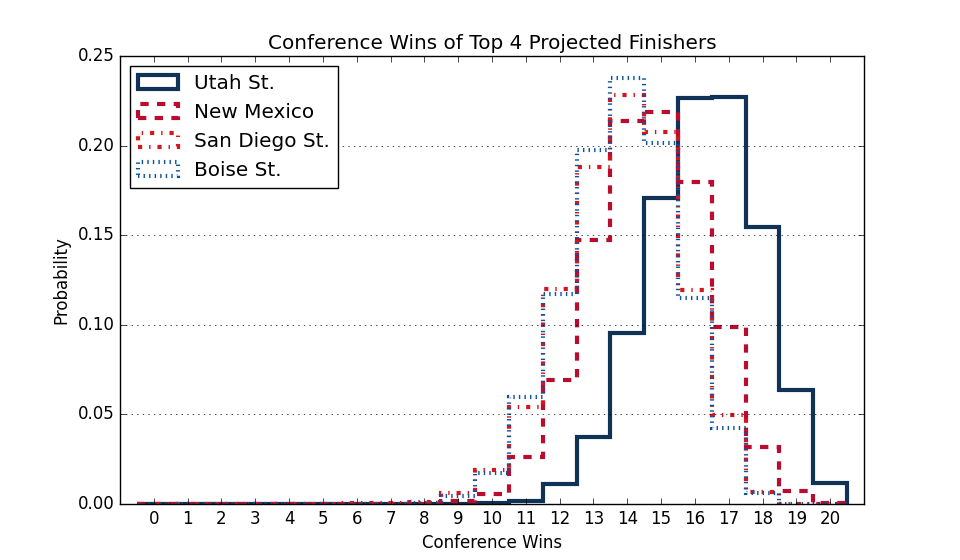 Conference Wins of Top 4 Projected Finishers
Utah St.
New Mexico
San Diego St.
Boise St.
Probability
0.25
0.20
0.15
0.10
0.05
0.00
0 1 2 3 4 5 6 7 8 9 10 11 12 13 14 15 16 17 18 19 20
Conference Wins